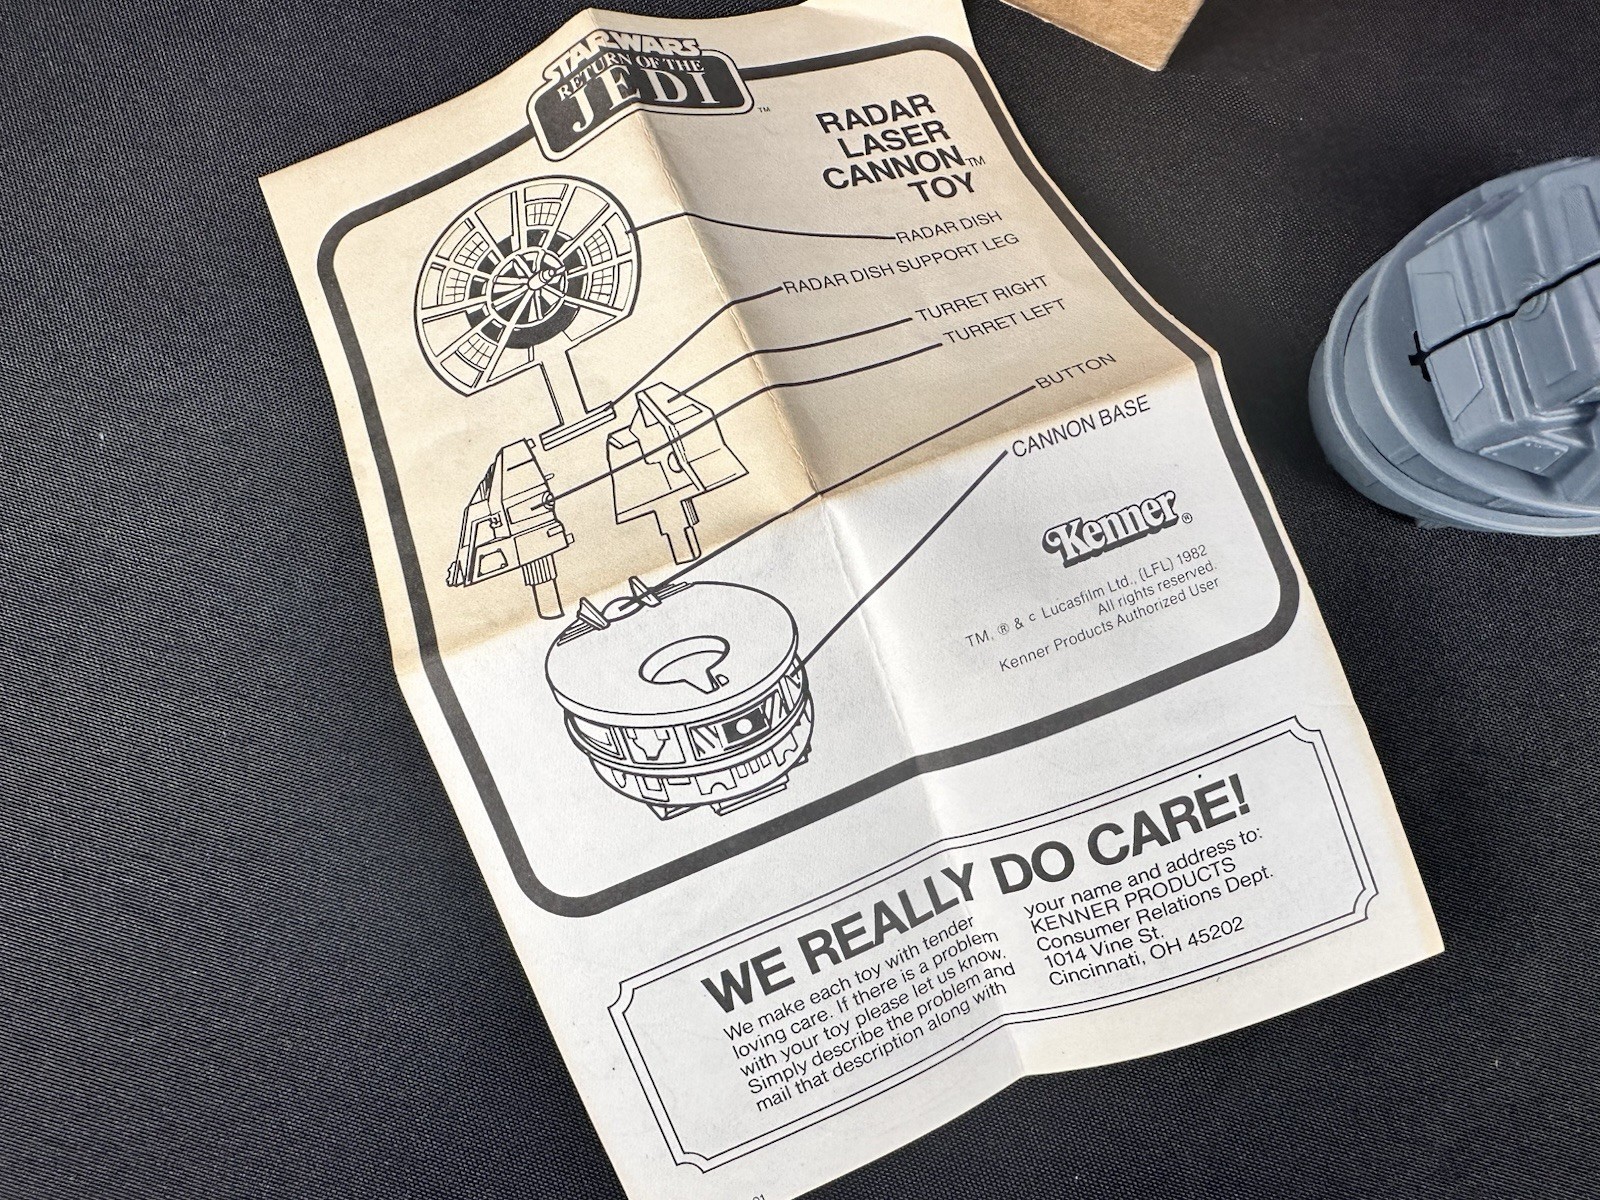 STAR WARS
RETURN OF THE
JEDI
TM
RADAR
LASER
CANNON™
TOY
RADAR DISH
RADAR DISH SUPPORT LEG
TURRET RIGHT
TURRET LEFT
BUTTON
CANNON BASE
Kenner®
TM, ® & c Lucasfilm Ltd., (LFL) 1982
All rights reserved.
Kenner Products Authorized User
WE REALLY DO CARE!
We make each toy with tender
loving care. If there is a problem
with your toy please let us know.
Simply describe the problem and
mail that description along with
your name and address to:
KENNER PRODUCTS
Consumer Relations Dept.
1014 Vine St.
Cincinnati, OH 45202